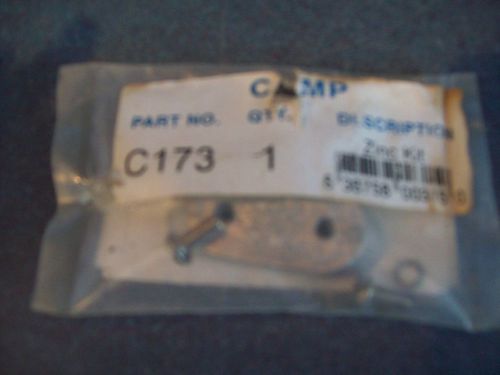 CAMP
PART NO. QTY. DESCRIPTION
C173 1 Zinc Kit